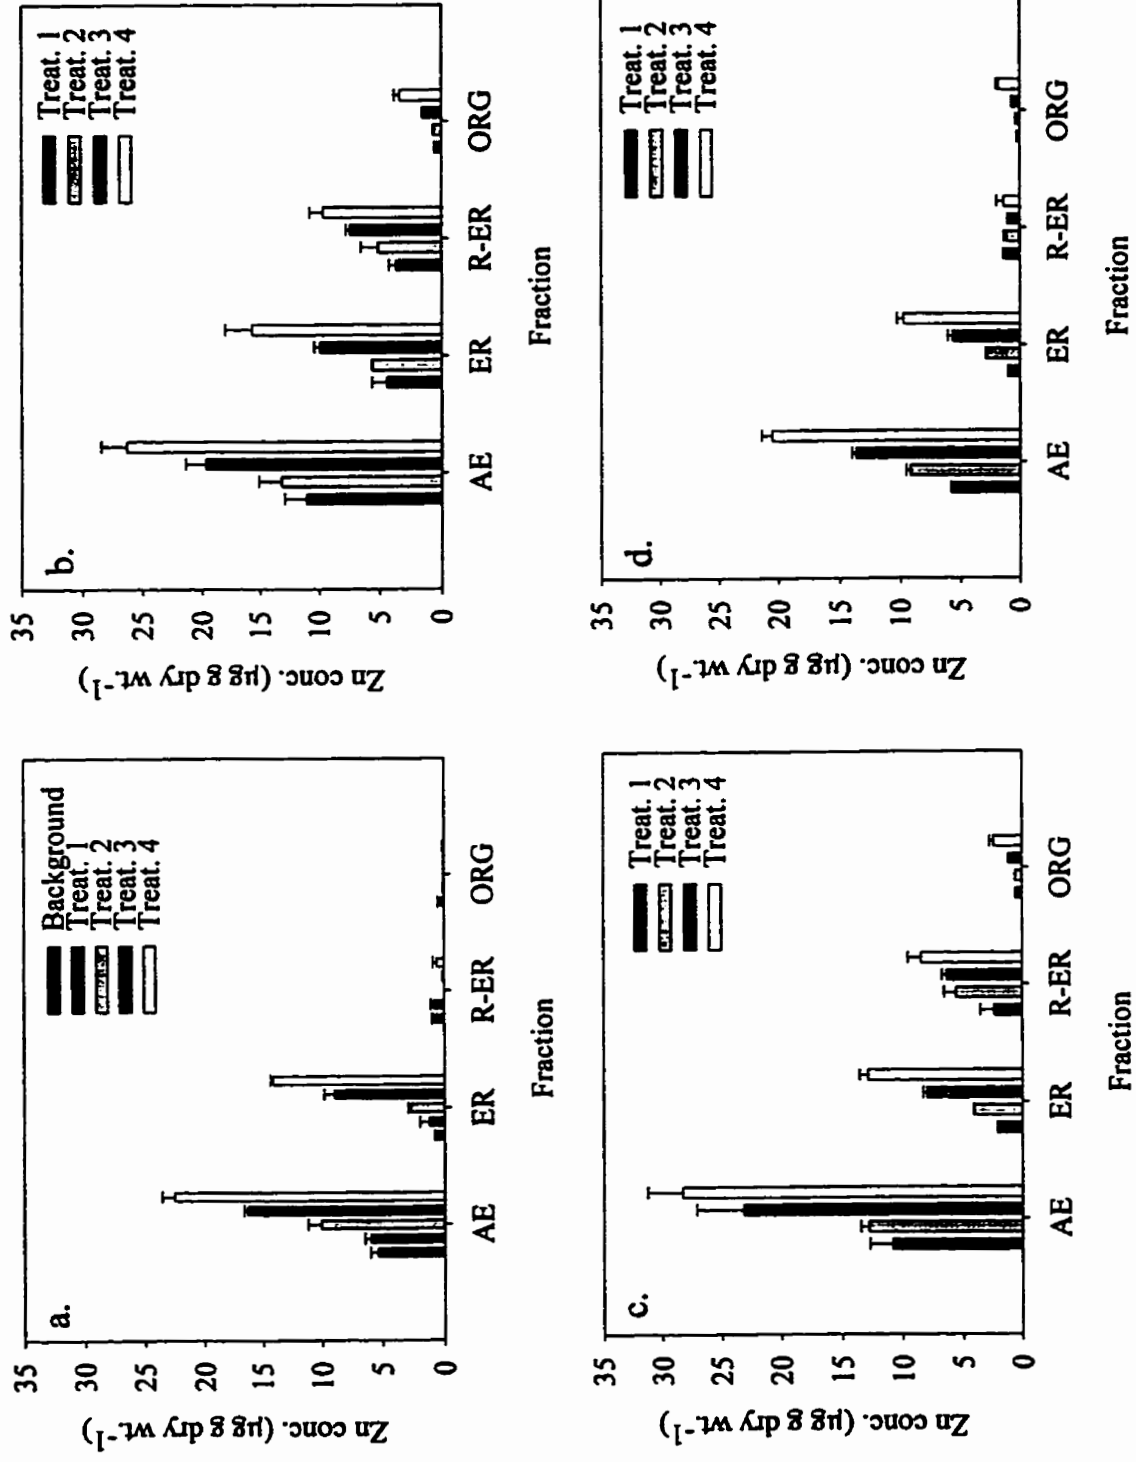 a.
Background
Treat. 1
Treat. 2
Treat. 3
Treat. 4
Zn conc. (µg g dry wt.-1)
35
30
25
20
15
10
5
0
AE ER R-ER ORG
Fraction
b.
Treat. 1
Treat. 2
Treat. 3
Treat. 4
Zn conc. (µg g dry wt.-1)
35
30
25
20
15
10
5
0
AE ER R-ER ORG
Fraction
c.
Treat. 1
Treat. 2
Treat. 3
Treat. 4
Zn conc. (µg g dry wt.-1)
35
30
25
20
15
10
5
0
AE ER R-ER ORG
Fraction
d.
Treat. 1
Treat. 2
Treat. 3
Treat. 4
Zn conc. (µg g dry wt.-1)
35
30
25
20
15
10
5
0
AE ER R-ER ORG
Fraction